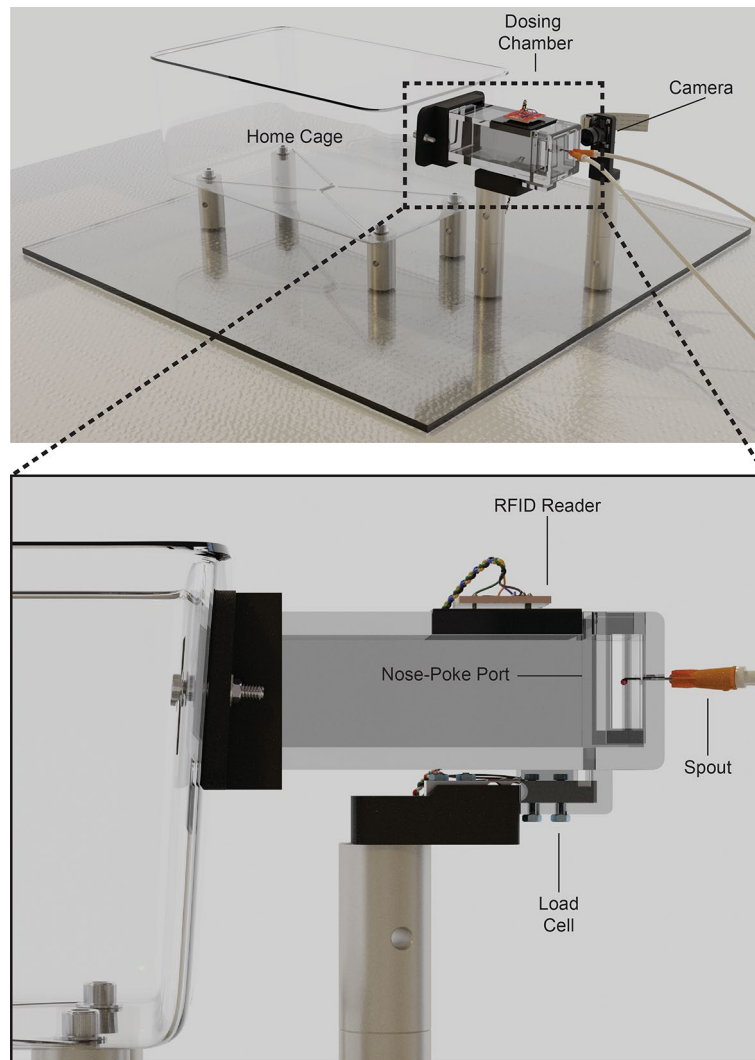 Dosing
Chamber
Camera
Home Cage
RFID Reader
Nose-Poke Port
Spout
Load
Cell